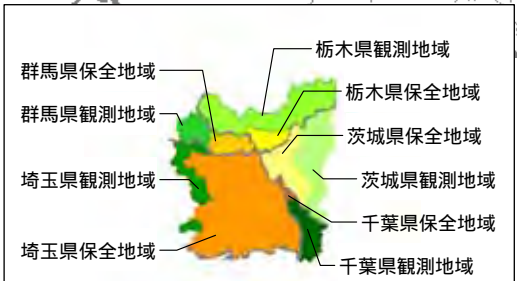 栃木県観測地域
群馬県保全地域
栃木県保全地域
群馬県観測地域
茨城県保全地域
埼玉県観測地域
茨城県観測地域
千葉県保全地域
埼玉県保全地域
千葉県観測地域